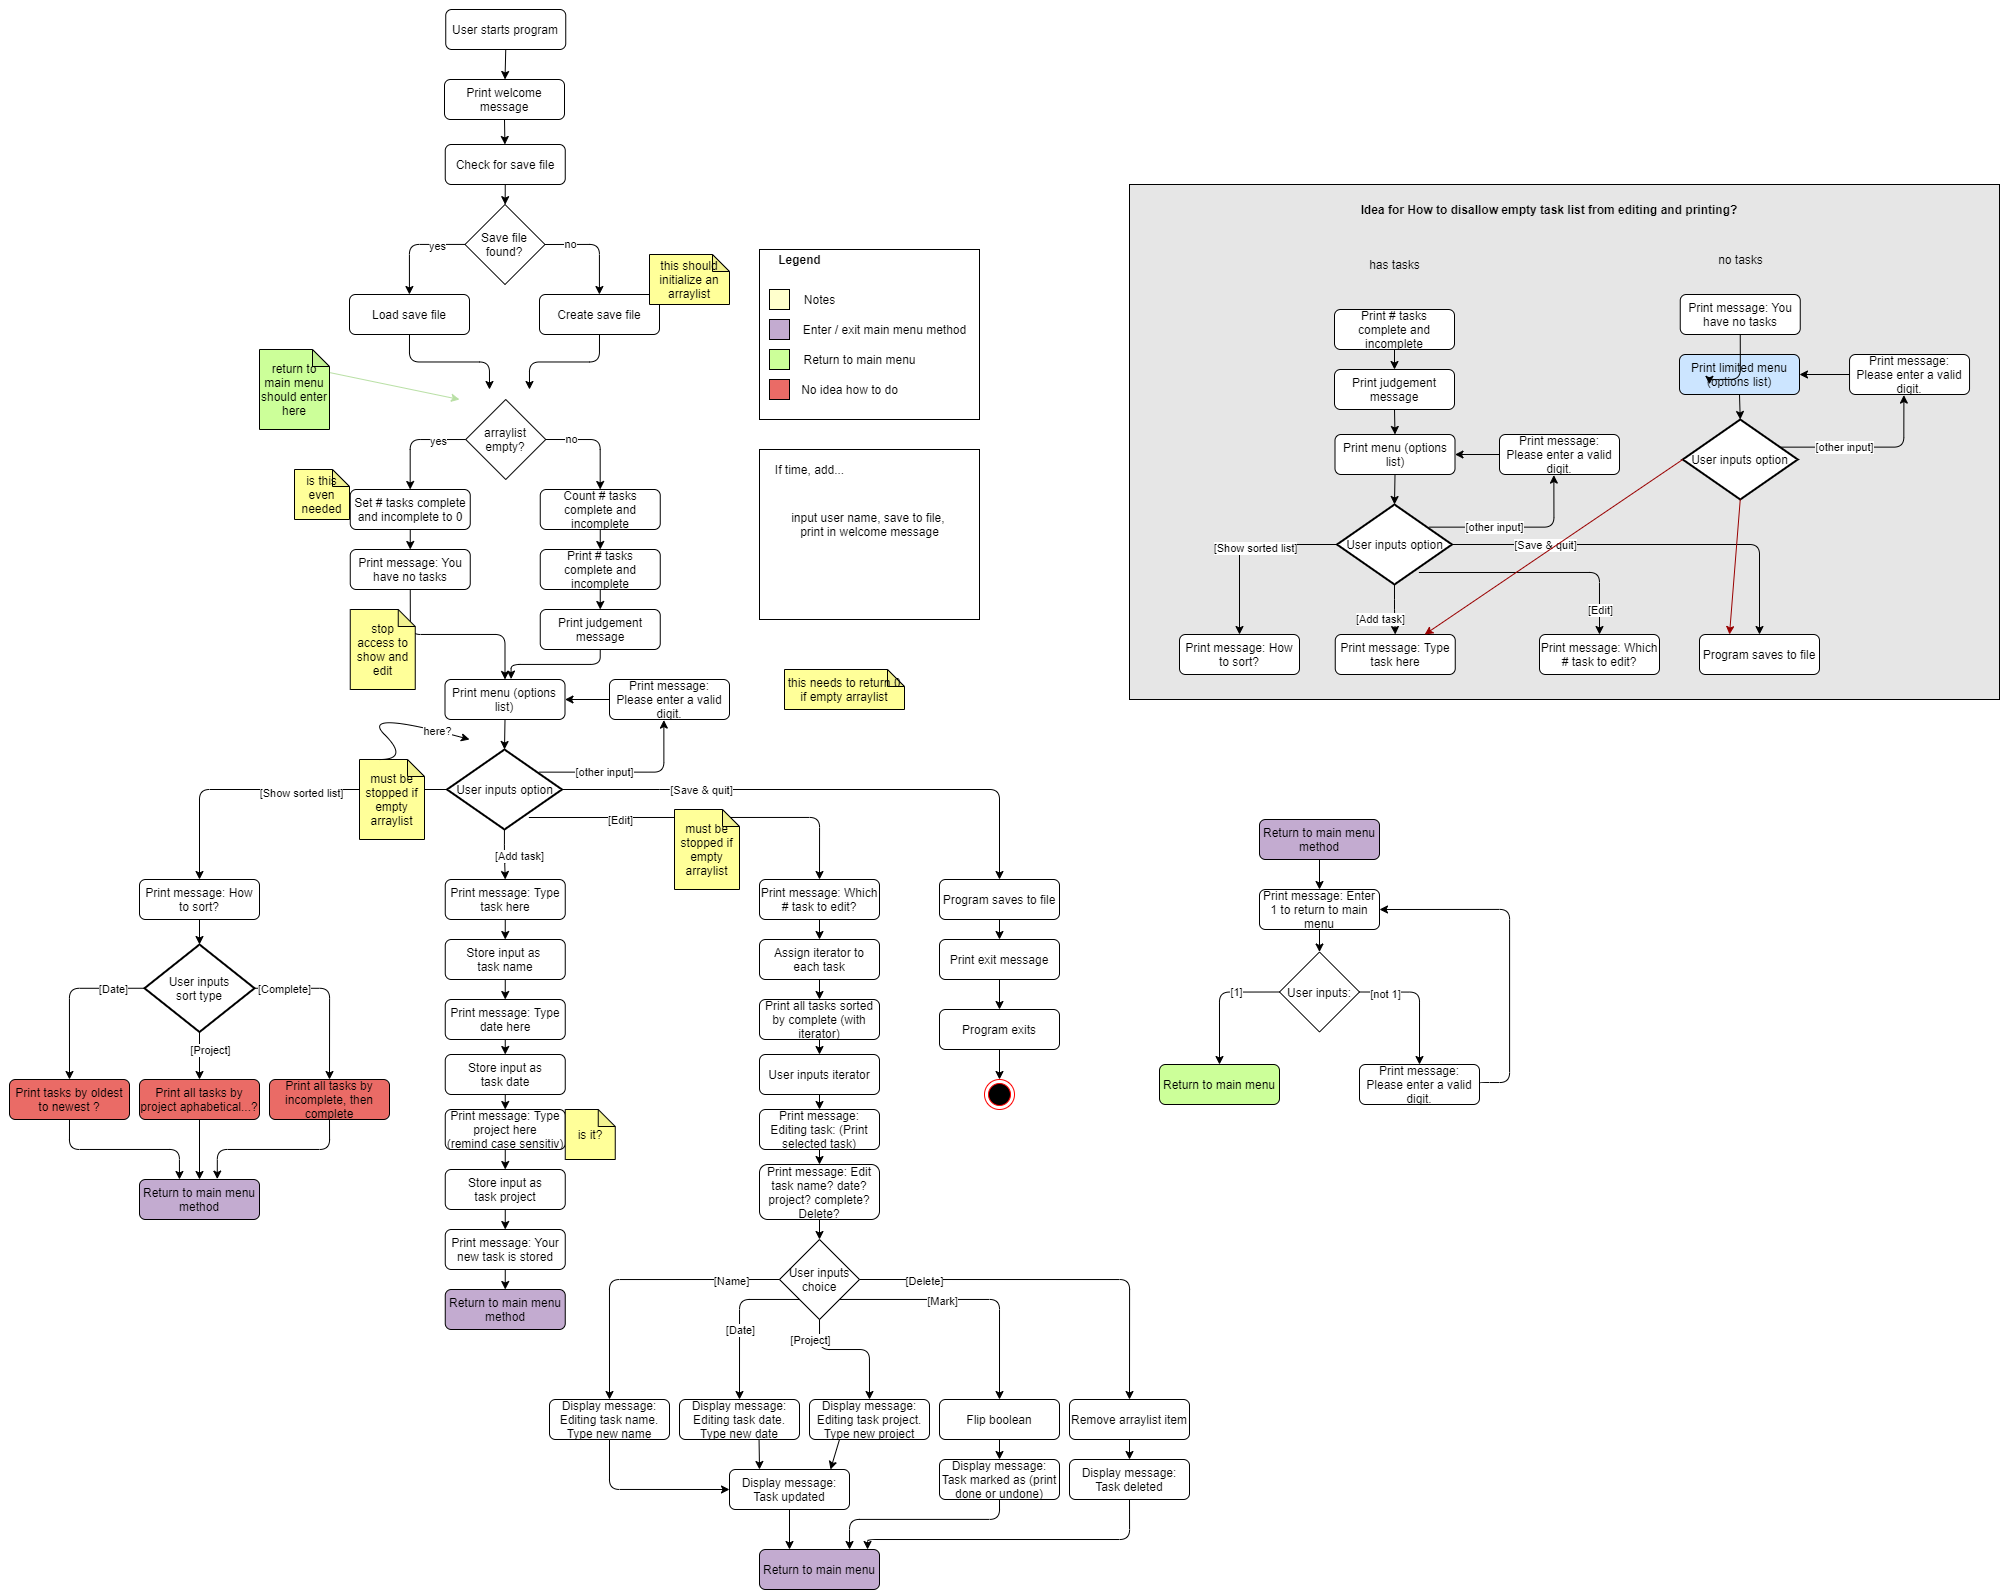 User starts program
Print welcome
message
Check for save file
Save file
found?
yes
no
this should
initialize an
arraylist
Load save file
Create save file
return to
main menu
should enter
here
arraylist
empty?
yes
no
is this
even
needed
Set # tasks complete
and incomplete to 0
Count # tasks
complete and
incomplete
Print message: You
have no tasks
Print # tasks
complete and
incomplete
stop
access to
show and
edit
Print judgement
message
Print menu (options
list)
Print message:
Please enter a valid
digit.
here?
must be
stopped if
empty
arraylist
User inputs option
[other input]
[Show sorted list]
[Save & quit]
[Edit]
must be
stopped if
empty
arraylist
[Add task]
Legend
Notes
Enter / exit main menu method
Return to main menu
No idea how to do
If time, add...
input user name, save to file,
print in welcome message
this needs to return 0
if empty arraylist
Print message: How
to sort?
User inputs
sort type
[Date]
[Complete]
[Project]
Print tasks by oldest
to newest ?
Print all tasks by
project aphabetical...?
Print all tasks by
incomplete, then
complete
Return to main menu
method
Print message: Type
task here
Store input as
task name
Print message: Type
date here
Store input as
task date
Print message: Type
project here
(remind case sensitiv)
is it?
Store input as
task project
Print message: Your
new task is stored
Return to main menu
method
Print message: Which
# task to edit?
Assign iterator to
each task
Print all tasks sorted
by complete (with
iterator)
User inputs iterator
Print message:
Editing task: (Print
selected task)
Print message: Edit
task name? date?
project? complete?
Delete?
User inputs
choice
[Name]
[Delete]
[Mark]
[Date]
[Project]
Display message:
Editing task name.
Type new name
Display message:
Editing task date.
Type new date
Display message:
Editing task project.
Type new project
Flip boolean
Remove arraylist item
Display message:
Task updated
Display message:
Task marked as (print
done or undone)
Display message:
Task deleted
Return to main menu
Program saves to file
Print exit message
Program exits
Idea for How to disallow empty task list from editing and printing?
has tasks
no tasks
Print # tasks
complete and
incomplete
Print judgement
message
Print menu (options
list)
Print message:
Please enter a valid
digit.
User inputs option
[other input]
[Show sorted list]
[Save & quit]
[Add task]
[Edit]
Print message: You
have no tasks
Print limited menu
(options list)
Print message:
Please enter a valid
digit.
User inputs option
[other input]
Print message: How
to sort?
Print message: Type
task here
Print message: Which
# task to edit?
Program saves to file
Return to main menu
method
Print message: Enter
1 to return to main
menu
User inputs:
[1]
[not 1]
Return to main menu
Print message:
Please enter a valid
digit.